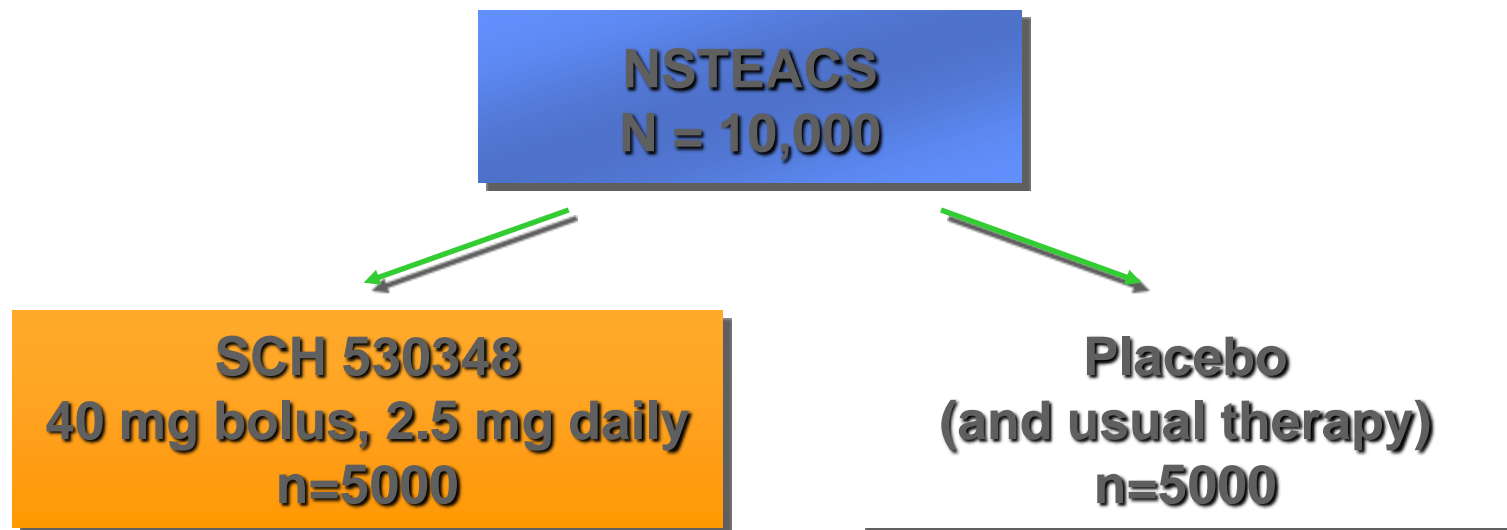 NSTEACS
N = 10,000
SCH 530348
40 mg bolus, 2.5 mg daily
n=5000
Placebo
(and usual therapy)
n=5000